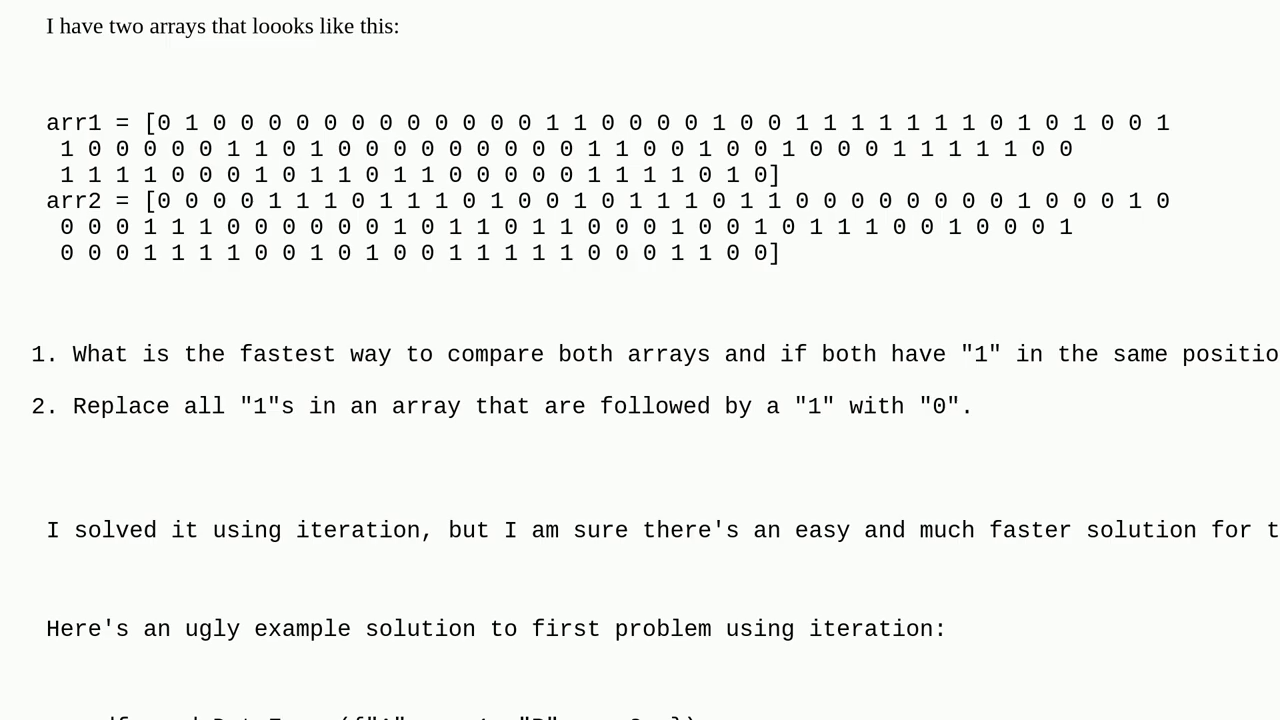 I have two arrays that loooks like this:
arr1 = [0 1 0 0 0 0 0 0 0 0 0 0 0 0 1 1 0 0 0 0 1 0 0 1 1 1 1 1 1 1 0 1 0 1 0 0 1
1 0 0 0 0 0 1 1 0 1 0 0 0 0 0 0 0 0 0 1 1 0 0 1 0 0 1 0 0 0 1 1 1 1 1 0 0
1 1 1 1 0 0 0 1 0 1 1 0 1 1 0 0 0 0 0 1 1 1 1 0 1 0]
arr2 = [0 0 0 0 1 1 1 0 1 1 1 0 1 0 0 1 0 1 1 1 0 1 1 0 0 0 0 0 0 0 0 1 0 0 0 1 0
0 0 0 1 1 1 0 0 0 0 0 0 1 0 1 1 0 1 1 0 0 0 1 0 0 1 0 1 1 1 0 0 1 0 0 0 1
0 0 0 1 1 1 1 0 0 1 0 1 0 0 1 1 1 1 1 0 0 0 1 1 0 0]
1. What is the fastest way to compare both arrays and if both have "1" in the same positio
2. Replace all "1"s in an array that are followed by a "1" with "0".
I solved it using iteration, but I am sure there's an easy and much faster solution for t
Here's an ugly example solution to first problem using iteration: